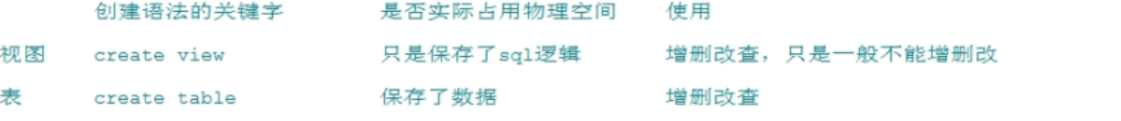 创建语法的关键字 是否实际占用物理空间 使用
视图 create view 只是保存了sql逻辑 增删改查，只是一般不能增删改
表 create table 保存了数据 增删改查